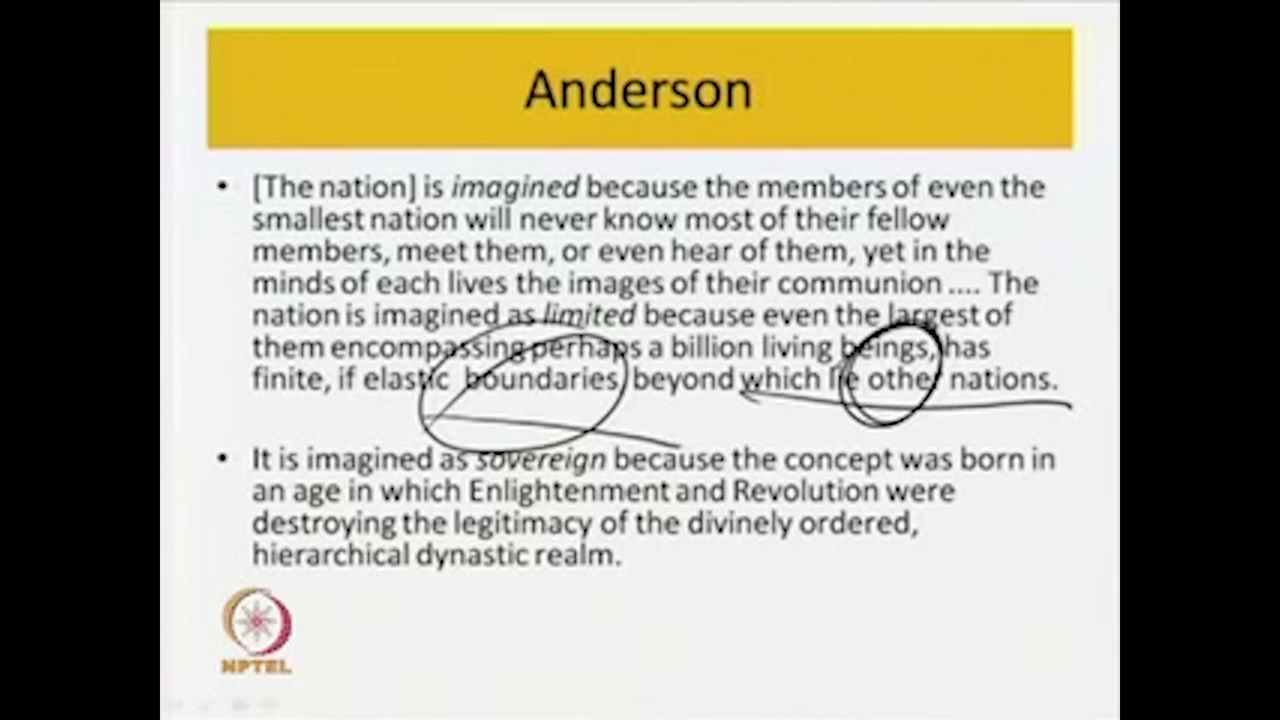 Anderson
• [The nation] is imagined because the members of even the
smallest nation will never know most of their fellow
members, meet them, or even hear of them, yet in the
minds of each lives the images of their communion .... The
nation is imagined as limited because even the largest of
them encompassing perhaps a billion living beings, has
finite, if elastic boundaries, beyond which lie other nations.
• It is imagined as sovereign because the concept was born in
an age in which Enlightenment and Revolution were
destroying the legitimacy of the divinely ordered,
hierarchical dynastic realm.
NPTEL